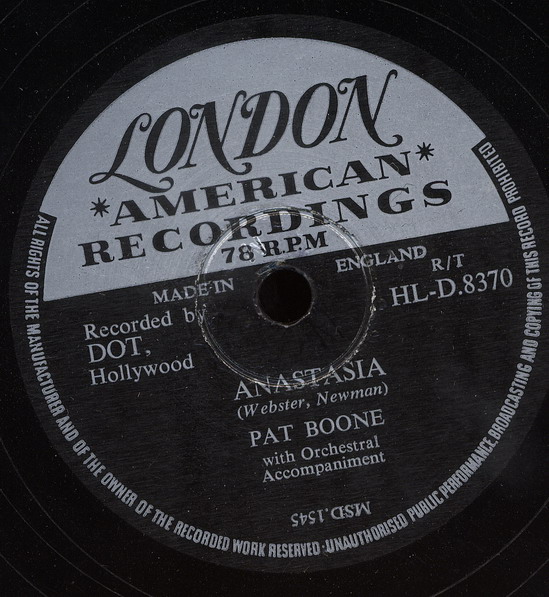 LONDON
*AMERICAN*
RECORDINGS
78 RPM
MADE IN ENGLAND
R/T
Recorded by
DOT,
Hollywood
HL-D.8370
ANASTASIA
(Webster, Newman)
PAT BOONE
with Orchestral
Accompaniment
MSD.1545
ALL RIGHTS OF THE MANUFACTURER AND OF THE OWNER OF THE RECORDED WORK RESERVED·UNAUTHORISED PUBLIC PERFORMANCE BROADCASTING AND COPYING OF THIS RECORD PROHIBITED